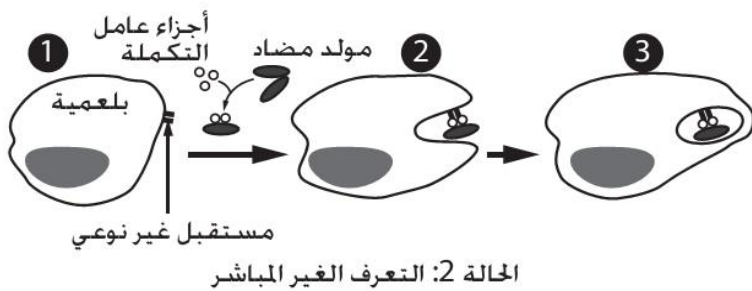 1
أجزاء عامل
التكملة
مولد مضاد
2
3
بلعمية
مستقبل غير نوعي
الحالة 2: التعرف الغير المباشر